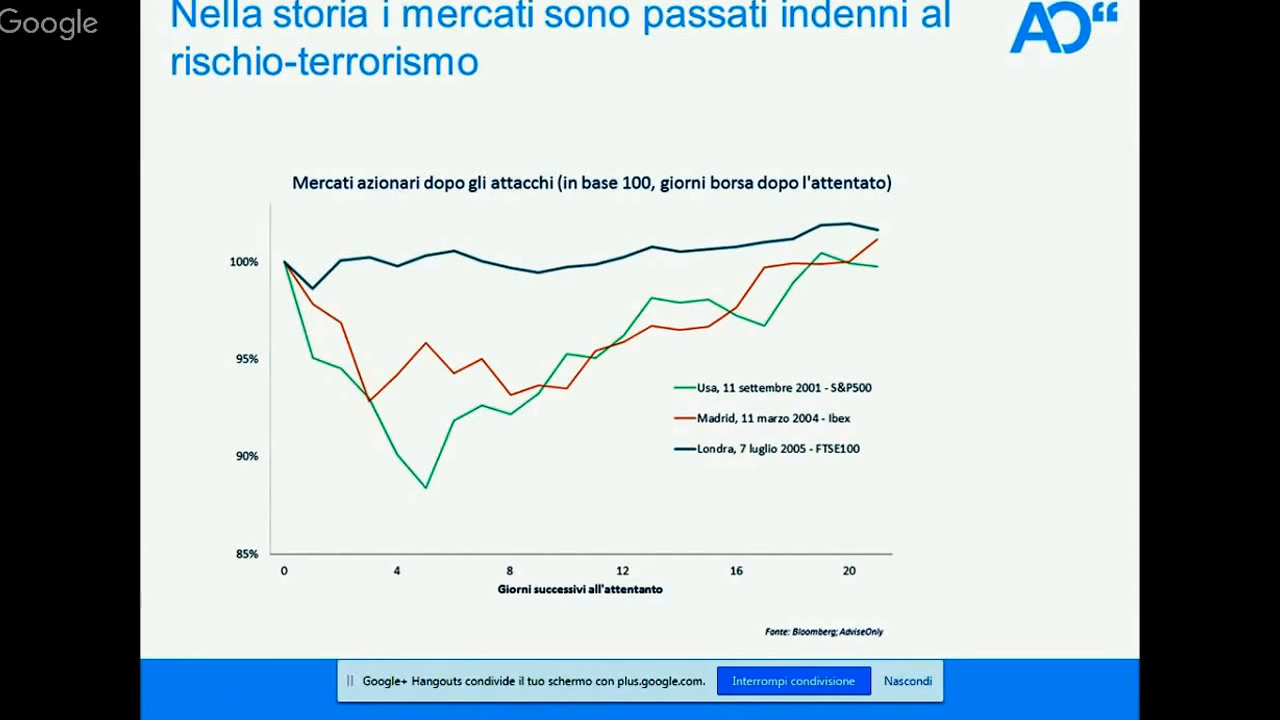 Google
Nella storia i mercati sono passati indenni al
rischio-terrorismo
AO“
Mercati azionari dopo gli attacchi (in base 100, giorni borsa dopo l'attentato)
100%
95%
90%
85%
Usa, 11 settembre 2001 - S&P500
Madrid, 11 marzo 2004 - Ibex
Londra, 7 luglio 2005 - FTSE100
0 4 8 12 16 20
Giorni successivi all'attentanto
Fonte: Bloomberg; AdviseOnly
Google+ Hangouts condivide il tuo schermo con plus.google.com. Interrompi condivisione Nascondi